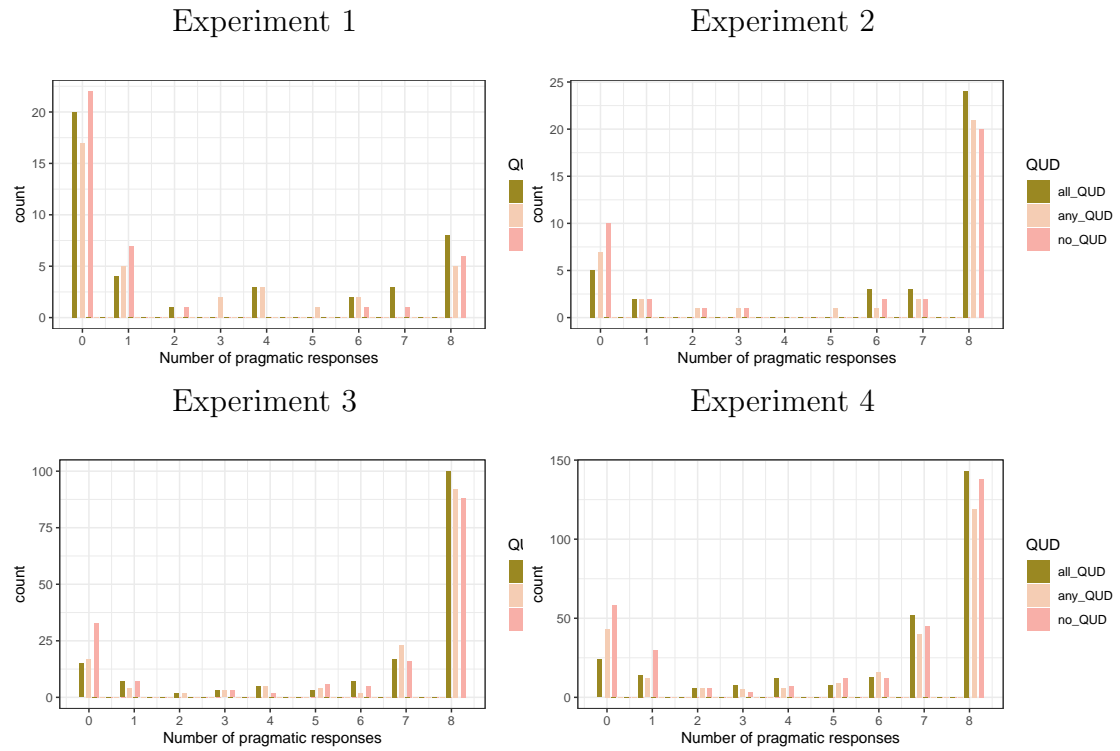 Experiment 1
Experiment 2
count
20
15
10
5
0
0 1 2 3 4 5 6 7 8
Number of pragmatic responses
count
25
20
15
10
5
0
0 1 2 3 4 5 6 7 8
Number of pragmatic responses
QUD
all_QUD
any_QUD
no_QUD
Experiment 3
Experiment 4
count
100
75
50
25
0
0 1 2 3 4 5 6 7 8
Number of pragmatic responses
count
150
100
50
0
0 1 2 3 4 5 6 7 8
Number of pragmatic responses
QUD
all_QUD
any_QUD
no_QUD